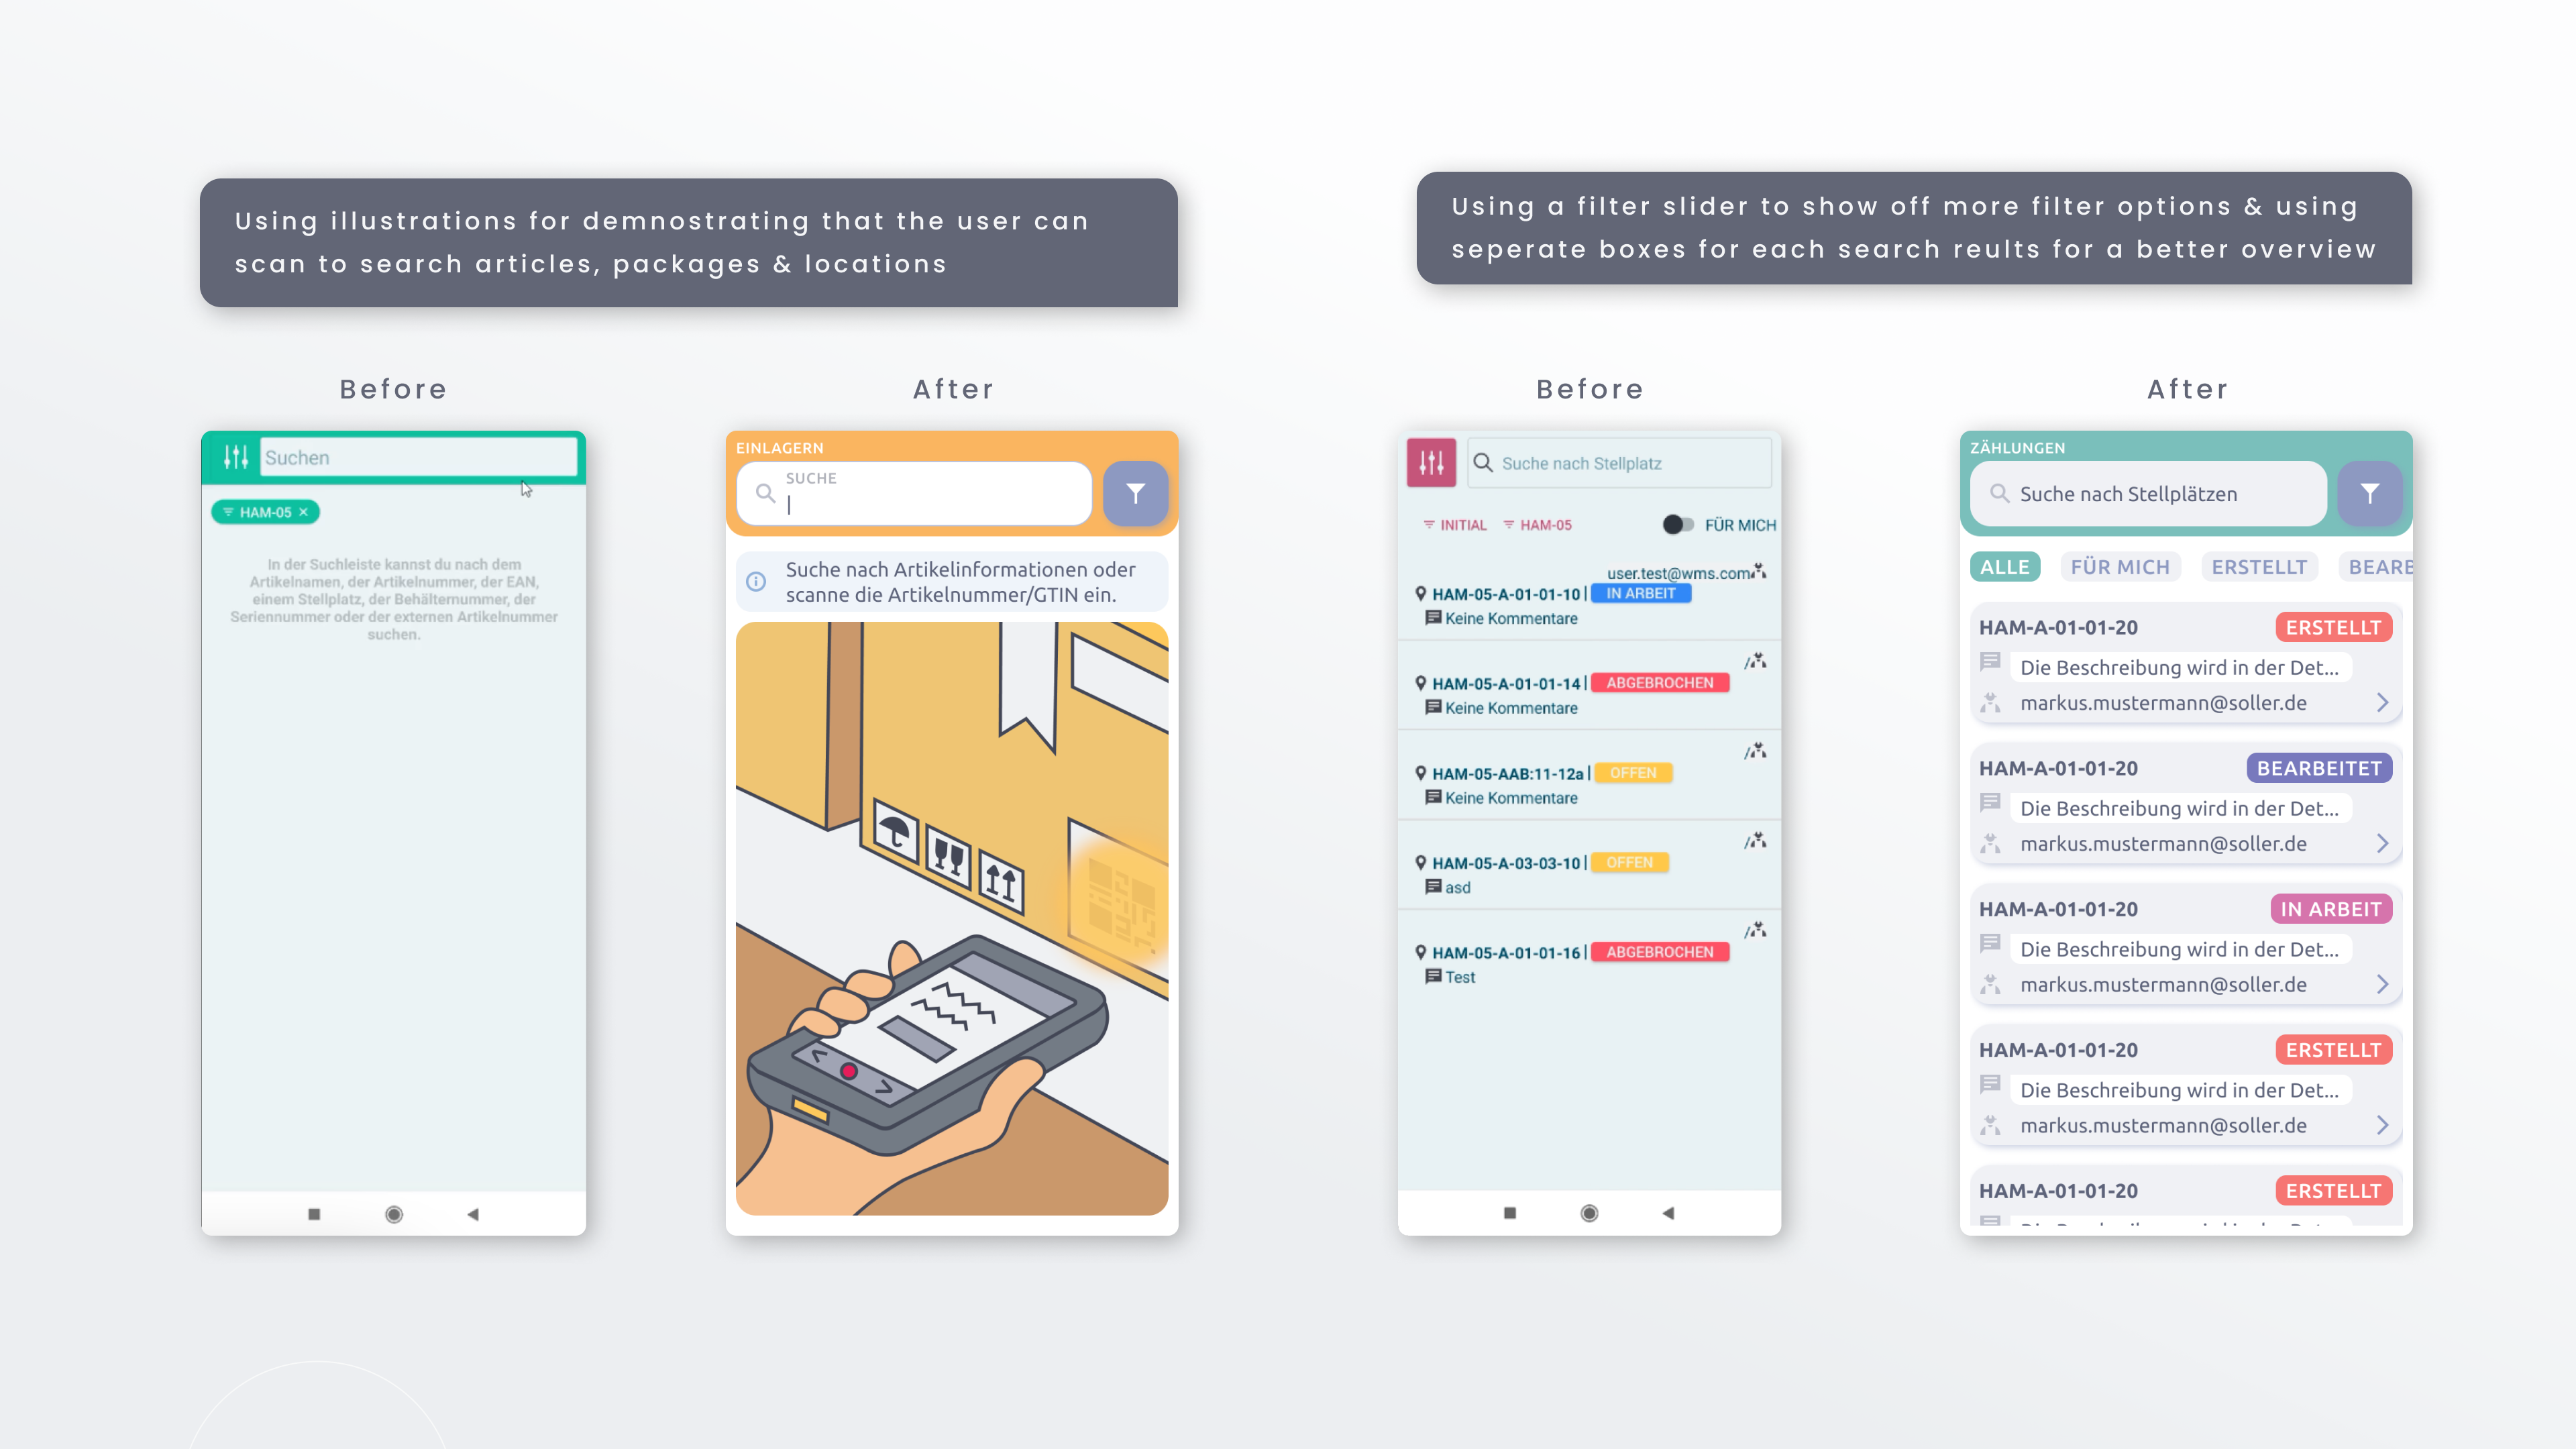 Using illustrations for demnostrating that the user can
scan to search articles, packages & locations
Before
After
Suchen
HAM-05 ×
In der Suchleiste kannst du nach dem
Artikelnamen, der Artikelnummer, der EAN,
einem Stellplatz, der Behälternummer, der
Seriennummer oder der externen Artikelnummer
suchen.
EINLAGERN
SUCHE
Suche nach Artikelinformationen oder
scanne die Artikelnummer/GTIN ein.
Using a filter slider to show off more filter options & using
seperate boxes for each search reults for a better overview
Before
After
Suche nach Stellplatz
INITIAL HAM-05 FÜR MICH
user.test@wms.com
HAM-05-A-01-01-10 | IN ARBEIT
Keine Kommentare
/
HAM-05-A-01-01-14 | ABGEBROCHEN
Keine Kommentare
/
HAM-05-AAB:11-12a | OFFEN
Keine Kommentare
/
HAM-05-A-03-03-10 | OFFEN
asd
/
HAM-05-A-01-01-16 | ABGEBROCHEN
Test
ZÄHLUNGEN
Suche nach Stellplätzen
ALLE FÜR MICH ERSTELLT BEARB
HAM-A-01-01-20 ERSTELLT
Die Beschreibung wird in der Det...
markus.mustermann@soller.de
HAM-A-01-01-20 BEARBEITET
Die Beschreibung wird in der Det...
markus.mustermann@soller.de
HAM-A-01-01-20 IN ARBEIT
Die Beschreibung wird in der Det...
markus.mustermann@soller.de
HAM-A-01-01-20 ERSTELLT
Die Beschreibung wird in der Det...
markus.mustermann@soller.de
HAM-A-01-01-20 ERSTELLT